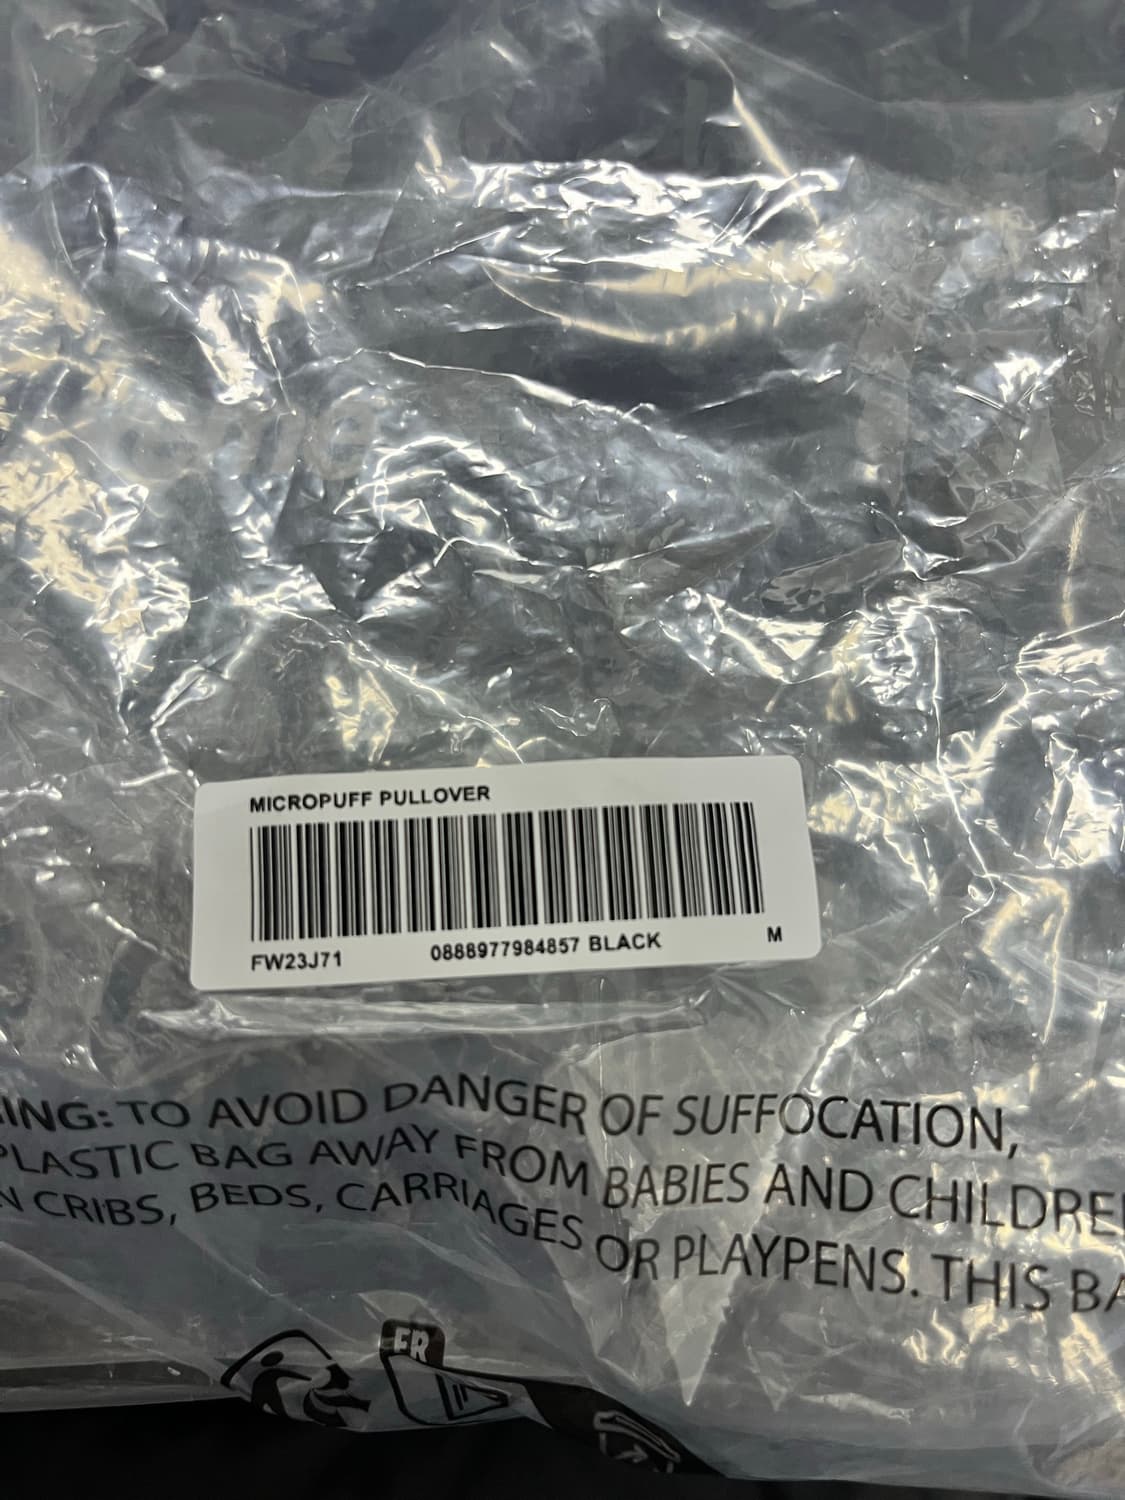 MICROPUFF PULLOVER
FW23J71 0888977984857 BLACK M
ING: TO AVOID DANGER OF SUFFOCATION,
PLASTIC BAG AWAY FROM BABIES AND CHILDRE
N CRIBS, BEDS, CARRIAGES OR PLAYPENS. THIS BA
FR